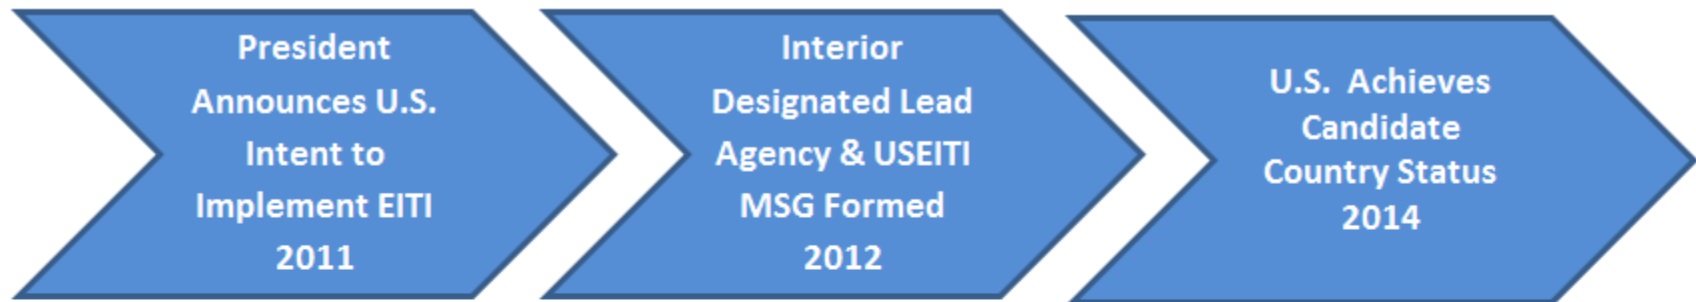 President
Announces U.S.
Intent to
Implement EITI
2011
Interior
Designated Lead
Agency & USEITI
MSG Formed
2012
U.S.  Achieves
Candidate
Country Status
2014